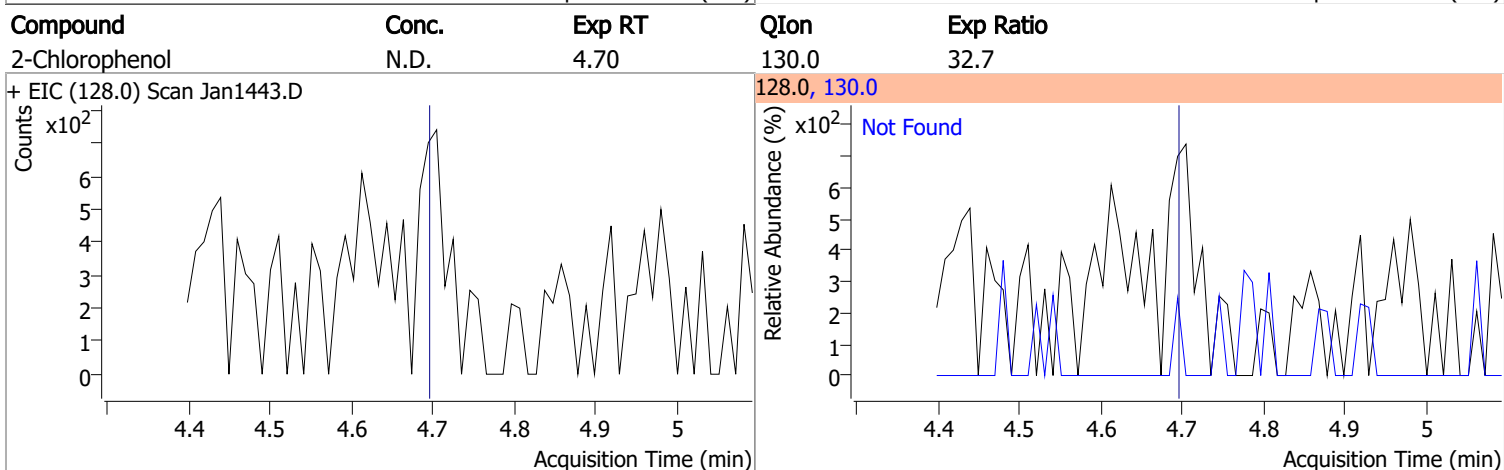 Compound Conc. Exp RT QIon Exp Ratio
2-Chlorophenol N.D. 4.70 130.0 32.7
+ EIC (128.0) Scan Jan1443.D
Counts
x10²
6
5
4
3
2
1
0
4.4 4.5 4.6 4.7 4.8 4.9 5
Acquisition Time (min)
128.0, 130.0
Relative Abundance (%)
x10²
Not Found
6
5
4
3
2
1
0
4.4 4.5 4.6 4.7 4.8 4.9 5
Acquisition Time (min)